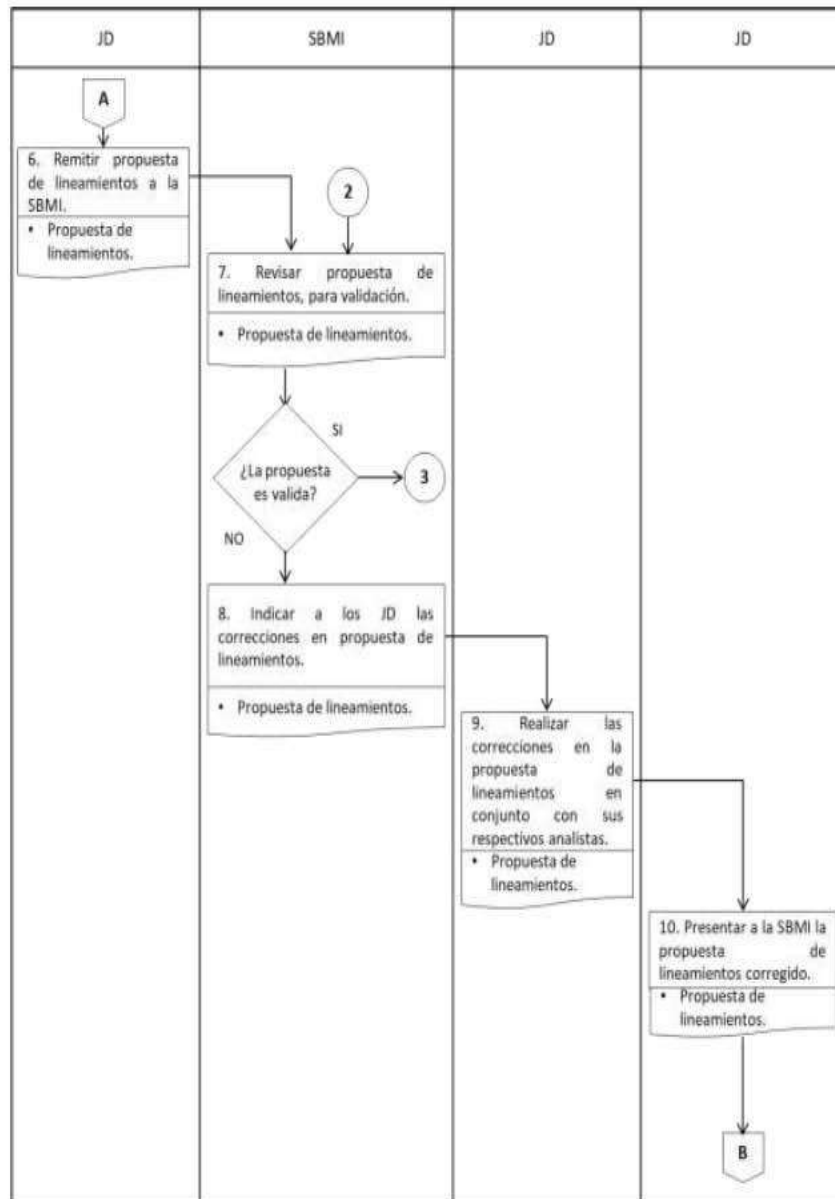 JD
SBMI
JD
JD
A
6. Remitir propuesta
de lineamientos a la
SBMI.
• Propuesta de
lineamientos.
2
7. Revisar propuesta de
lineamientos, para validación.
• Propuesta de lineamientos.
SI
¿La propuesta
es valida?
3
NO
8. Indicar a los JD las
correcciones en propuesta de
lineamientos.
• Propuesta de lineamientos.
9. Realizar las
correcciones en la
propuesta de
lineamientos en
conjunto con sus
respectivos analistas.
• Propuesta de
lineamientos.
10. Presentar a la SBMI la
propuesta de
lineamientos corregido.
• Propuesta de
lineamientos.
B